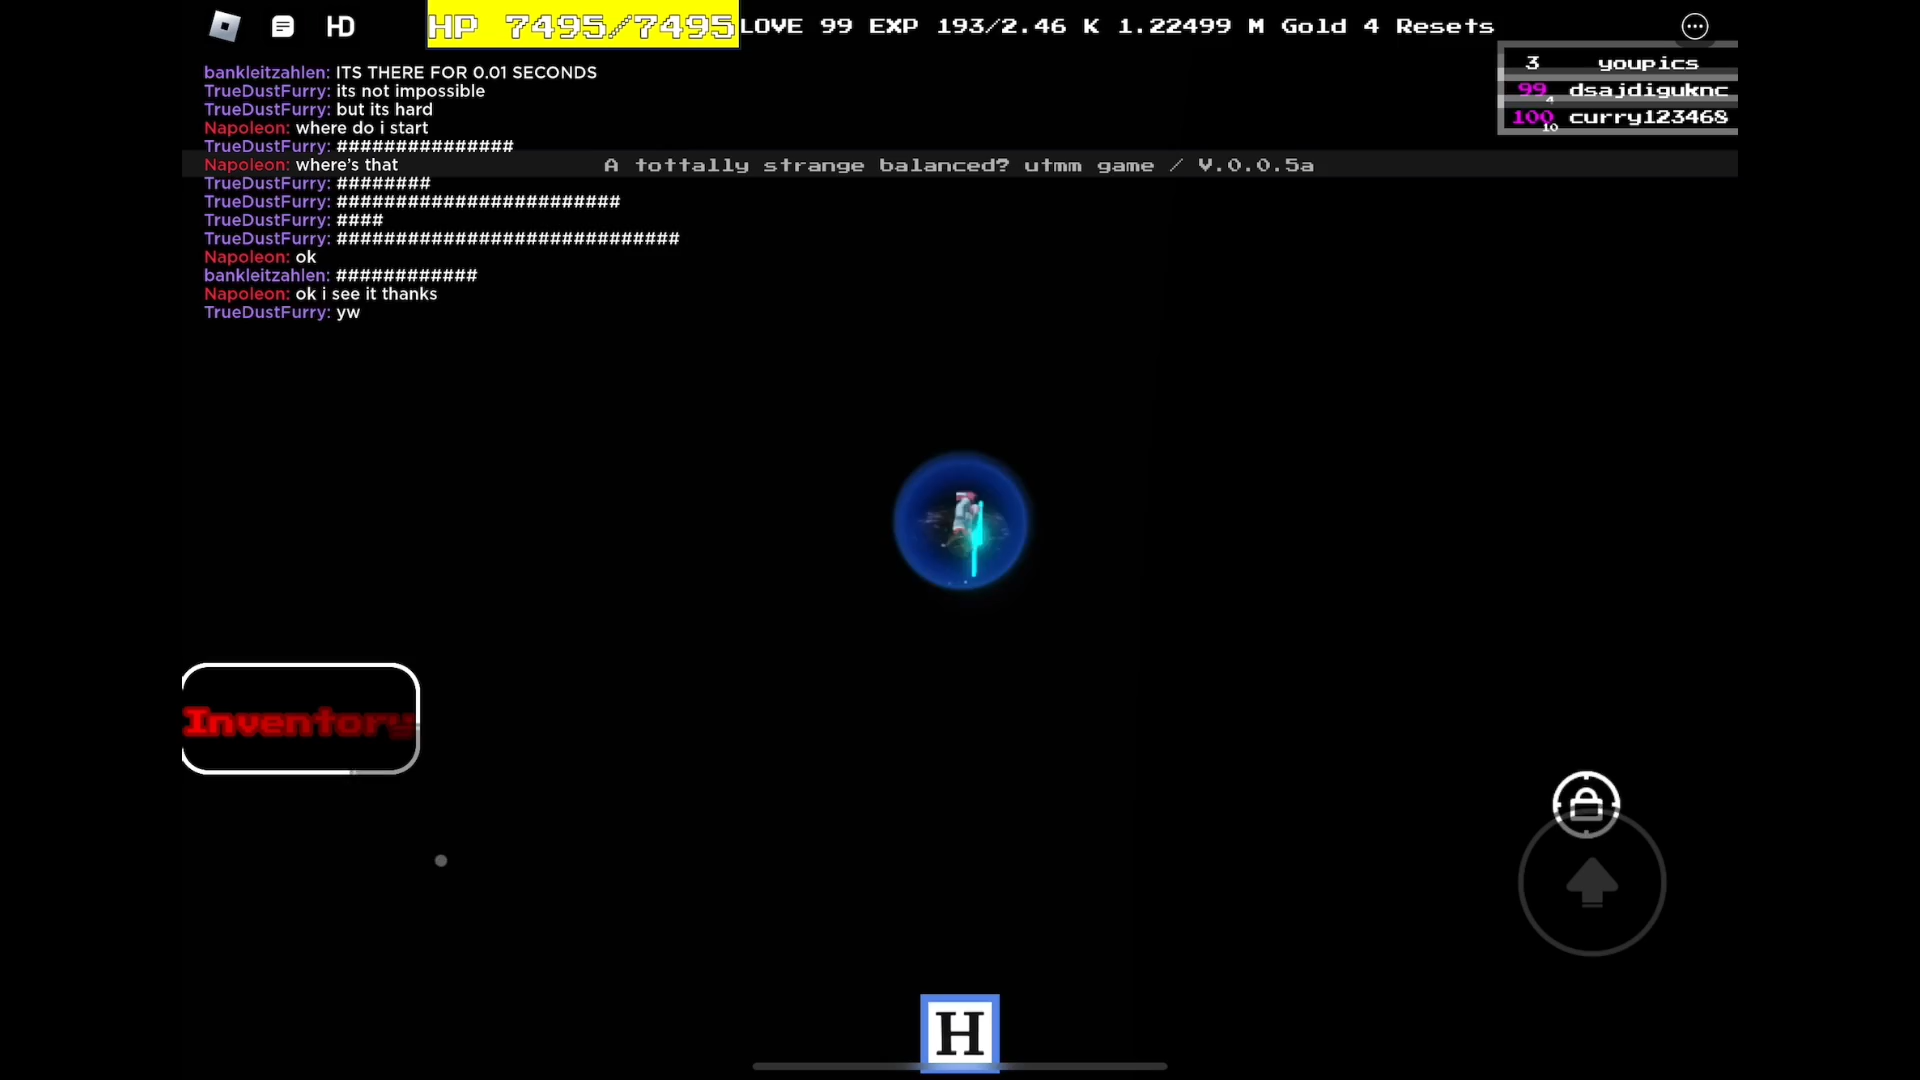 HD
HP 7495/7495 LOVE 99 EXP 193/2.46 K 1.22499 M Gold 4 Resets
3 youpics
99 4 dsajdiguknc
100 10 curry123468
bankleitzahlen: ITS THERE FOR 0.01 SECONDS
TrueDustFurry: its not impossible
TrueDustFurry: but its hard
Napoleon: where do i start
TrueDustFurry: ###############
Napoleon: where's that
A tottally strange balanced? utmm game / V.0.0.5a
TrueDustFurry: ########
TrueDustFurry: ########################
TrueDustFurry: ####
TrueDustFurry: #############################
Napoleon: ok
bankleitzahlen: ############
Napoleon: ok i see it thanks
TrueDustFurry: yw
Inventory
H